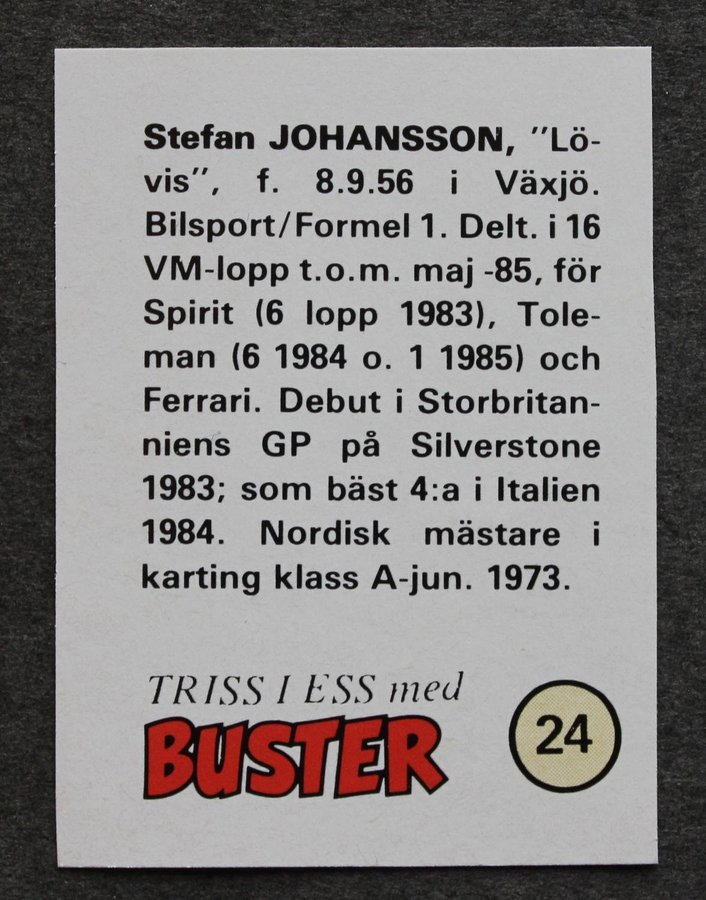 Stefan JOHANSSON, "Lö-
vis", f. 8.9.56 i Växjö.
Bilsport/Formel 1. Delt. i 16
VM-lopp t.o.m. maj -85, för
Spirit (6 lopp 1983), Tole-
man (6 1984 o. 1 1985) och
Ferrari. Debut i Storbritan-
niens GP på Silverstone
1983; som bäst 4:a i Italien
1984. Nordisk mästare i
karting klass A-jun. 1973.
TRISS I ESS med
BUSTER
24